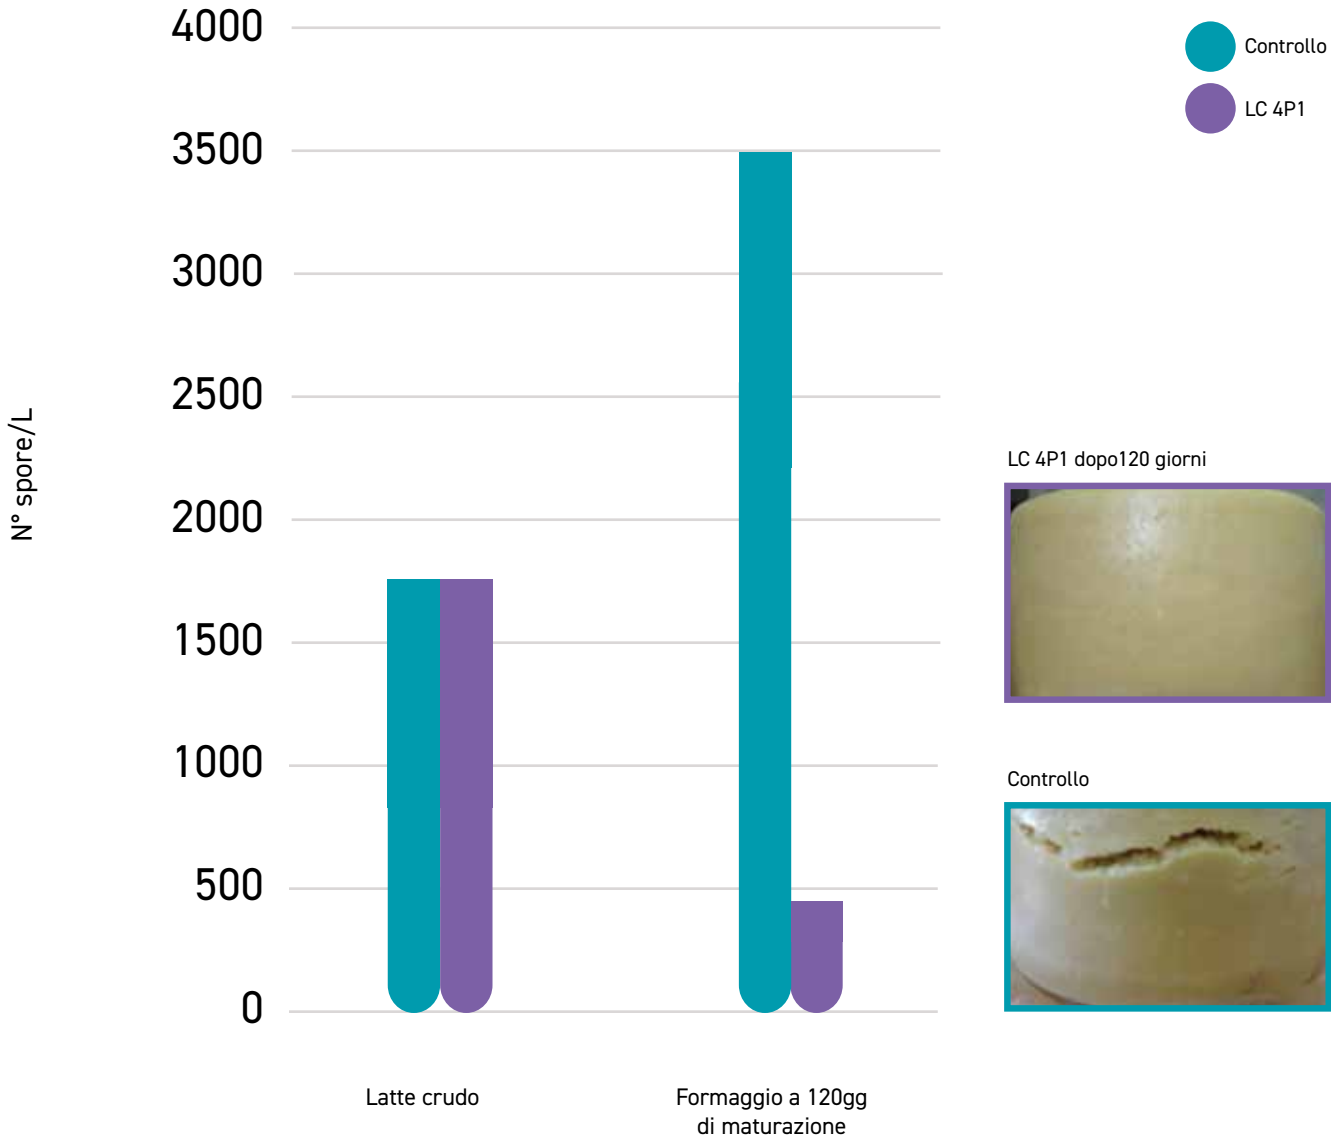 4000
3500
3000
2500
2000
1500
1000
500
0
N° spore/L
Latte crudo
Formaggio a 120gg
di maturazione
Controllo
LC 4P1
LC 4P1 dopo120 giorni
Controllo